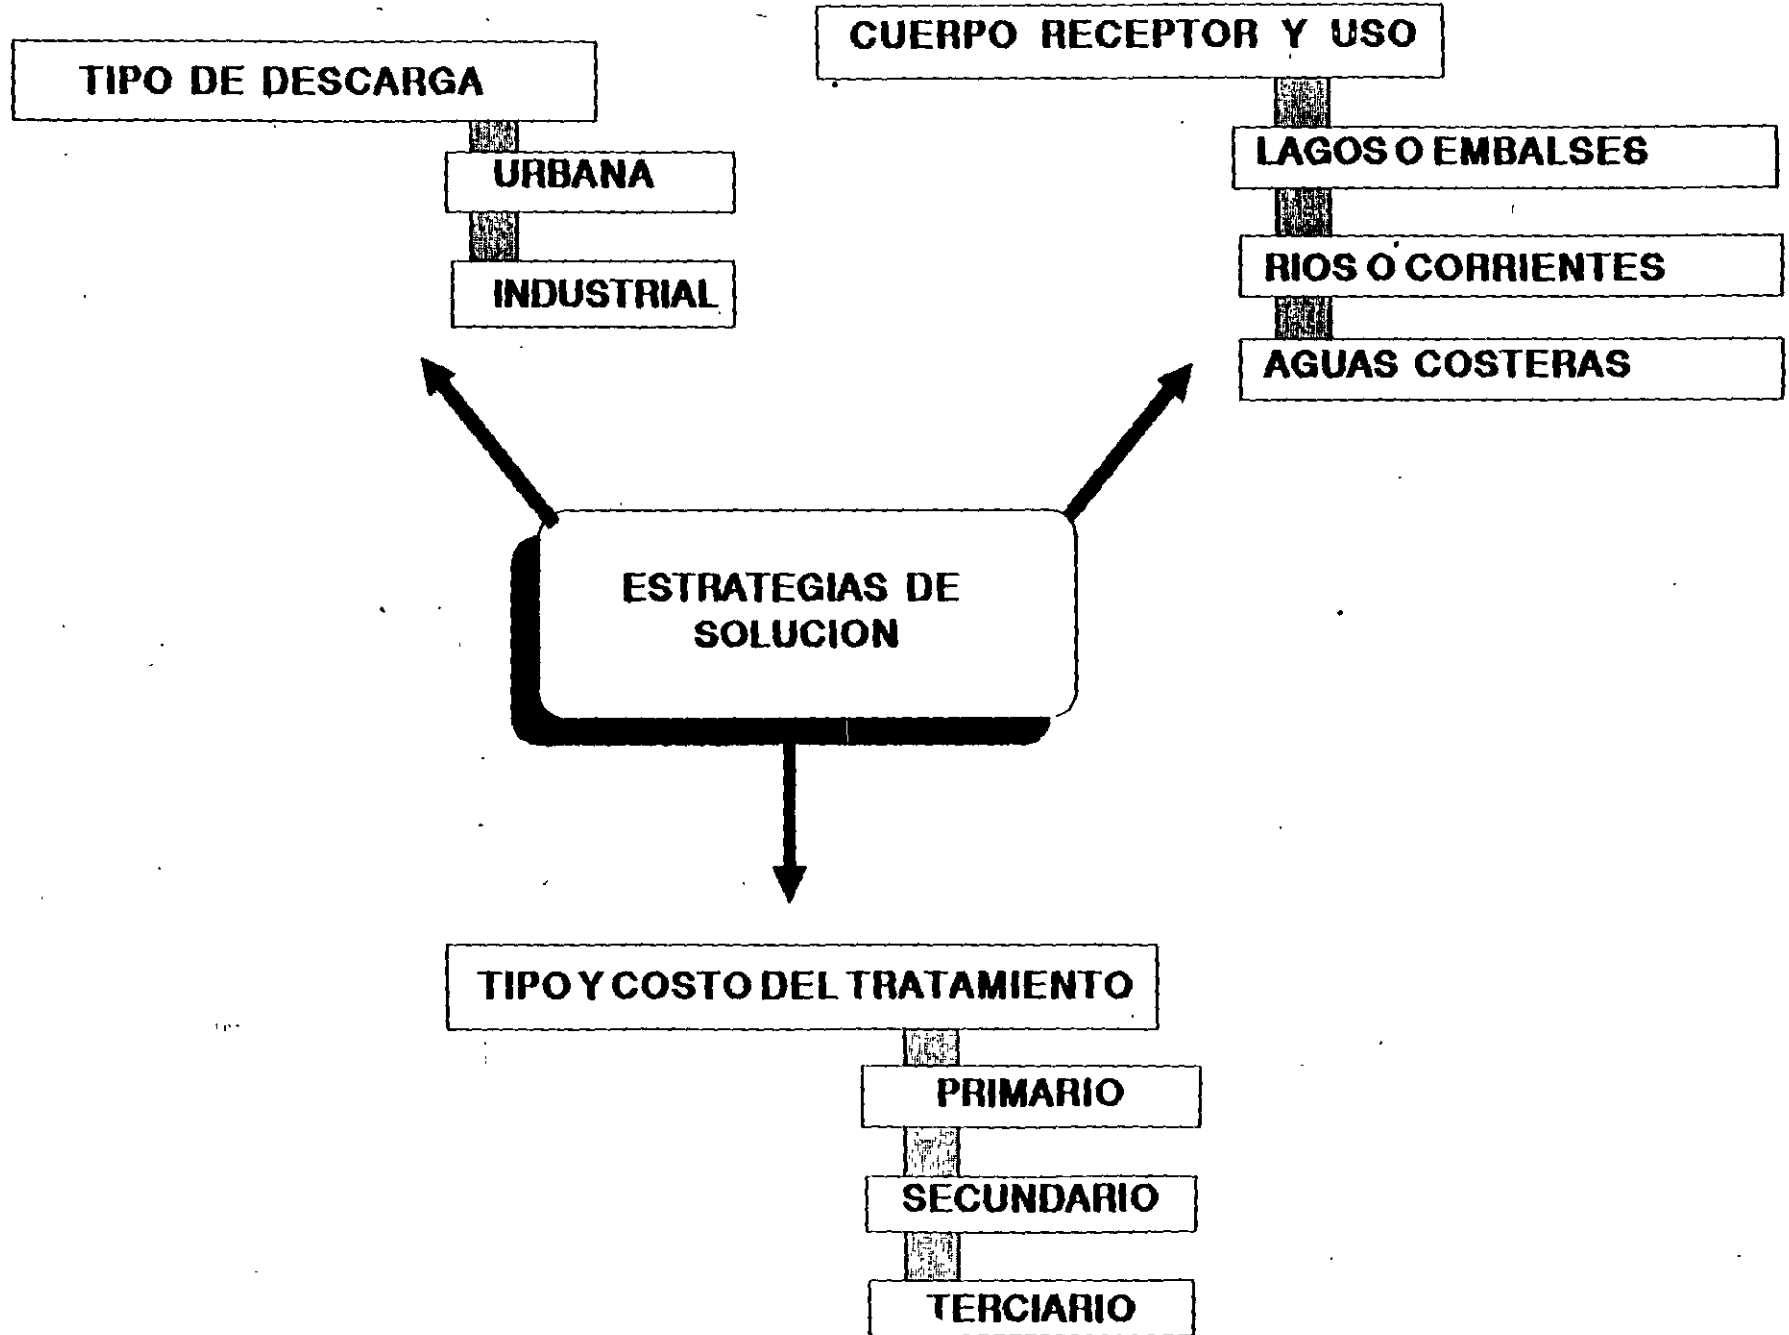 TIPO DE DESCARGA
URBANA
INDUSTRIAL
CUERPO RECEPTOR Y USO
LAGOS O EMBALSES
RIOS O CORRIENTES
AGUAS COSTERAS
ESTRATEGIAS DE
SOLUCION
TIPO Y COSTO DEL TRATAMIENTO
PRIMARIO
SECUNDARIO
TERCIARIO